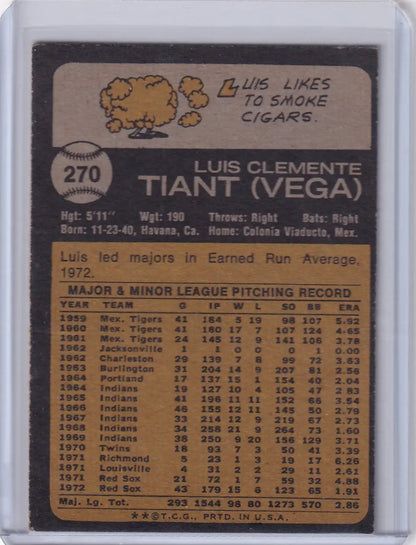 LUIS LIKES
TO SMOKE
CIGARS.
270
LUIS CLEMENTE
TIANT (VEGA)
Hgt: 5'11" Wgt: 190 Throws: Right Bats: Right
Born: 11-23-40, Havana, Ca. Home: Colonia Viaducto, Mex.
Luis led majors in Earned Run Average,
1972.
MAJOR & MINOR LEAGUE PITCHING RECORD
YEAR TEAM G IP W L SO BB ERA
1959 Mex. Tigers 41 184 5 19 98 107 5.92
1960 Mex. Tigers 41 180 17 7 107 124 4.65
1961 Mex. Tigers 24 145 12 9 141 106 3.78
1962 Jacksonville 1 1 0 0 0 1 0.00
1962 Charleston 29 139 7 8 99 72 3.63
1963 Burlington 31 204 14 9 207 81 2.56
1964 Portland 17 137 15 1 154 40 2.04
1964 Indians 19 127 10 4 105 47 2.83
1965 Indians 41 196 11 11 152 66 3.54
1966 Indians 46 155 12 11 145 50 2.79
1967 Indians 33 214 12 9 219 67 2.73
1968 Indians 34 258 21 9 264 73 1.60
1969 Indians 38 250 9 20 156 129 3.71
1970 Twins 18 93 7 3 50 41 3.39
1971 Richmond 5 23 1 3 19 17 6.26
1971 Louisville 4 31 2 2 29 11 2.61
1971 Red Sox 21 72 1 7 59 32 4.88
1972 Red Sox 43 179 15 6 123 65 1.91
Maj. Lg. Tot. 293 1544 98 80 1273 570 2.86
**©T.C.G., PRTD. IN U.S.A.